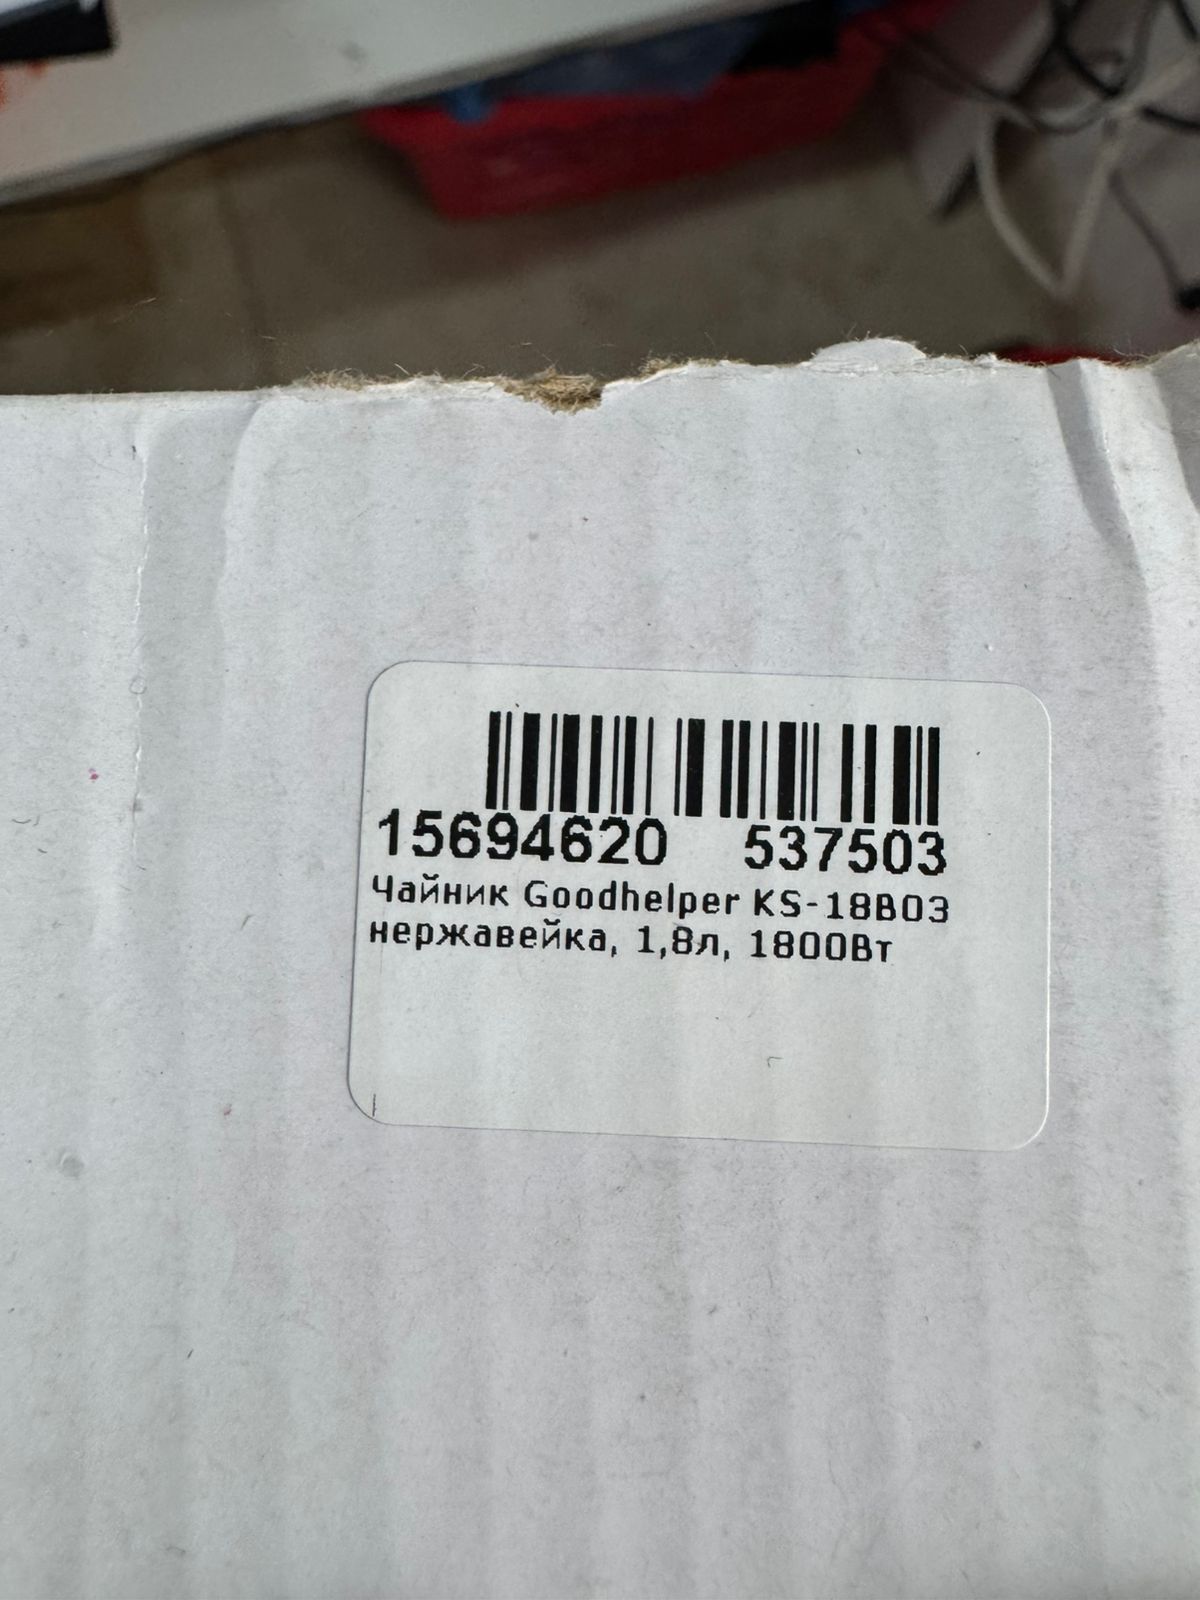 15694620 537503
Чайник Goodhelper KS-18B03
нержавейка, 1,8л, 1800Вт